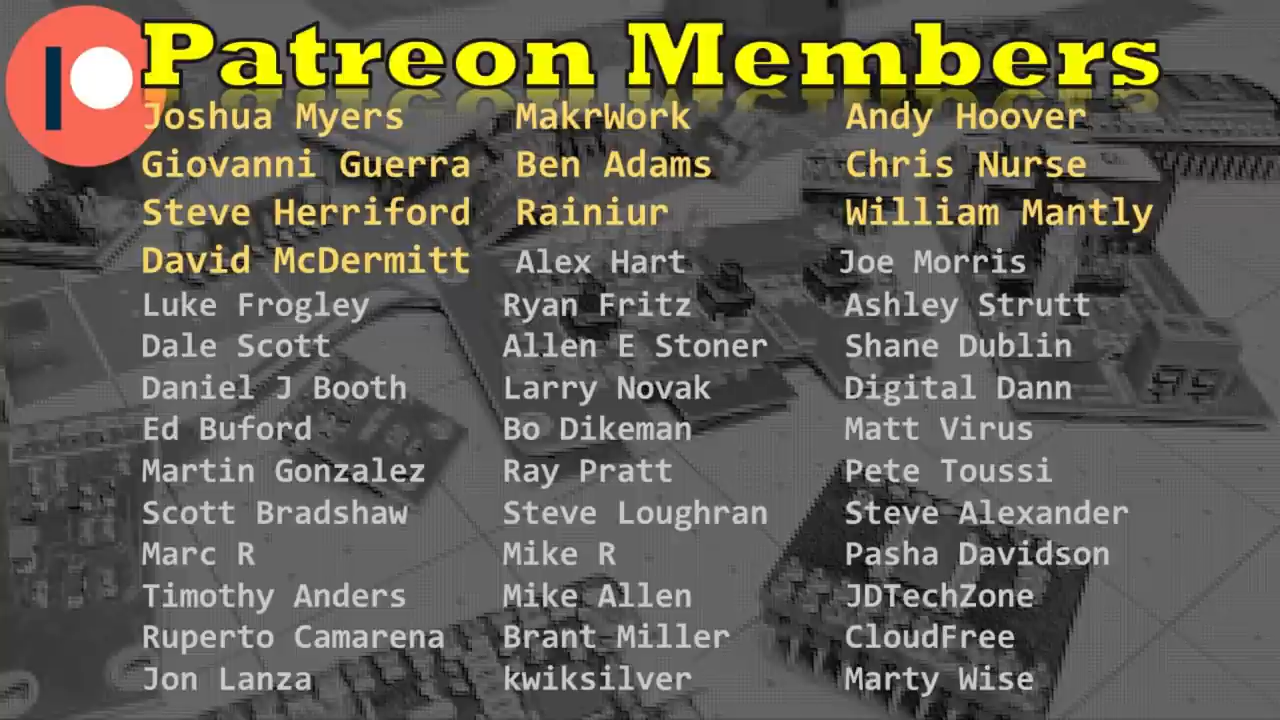 Patreon Members
Joshua Myers MakrWork Andy Hoover
Giovanni Guerra Ben Adams Chris Nurse
Steve Herriford Rainiur William Mantly
David McDermitt Alex Hart Joe Morris
Luke Frogley Ryan Fritz Ashley Strutt
Dale Scott Allen E Stoner Shane Dublin
Daniel J Booth Larry Novak Digital Dann
Ed Buford Bo Dikeman Matt Virus
Martin Gonzalez Ray Pratt Pete Toussi
Scott Bradshaw Steve Loughran Steve Alexander
Marc R Mike R Pasha Davidson
Timothy Anders Mike Allen JDTechZone
Ruperto Camarena Brant Miller CloudFree
Jon Lanza kwiksilver Marty Wise